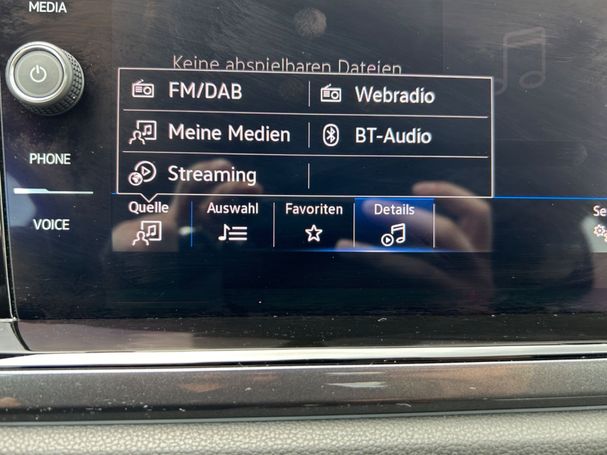 MEDIA
Keine abspielbaren Dateien
FM/DAB
Webradio
Meine Medien
BT-Audio
PHONE
Streaming
Quelle
Auswahl
Favoriten
Details
VOICE